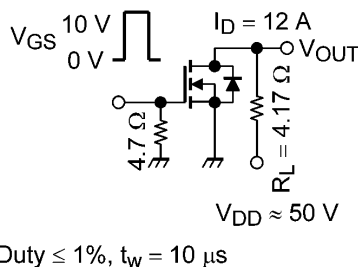 I_D = 12 A
V_GS
10 V
0 V
V_OUT
4.7 Ω
R_L = 4.17 Ω
V_DD ≈ 50 V
Duty ≤ 1%, t_w = 10 μs